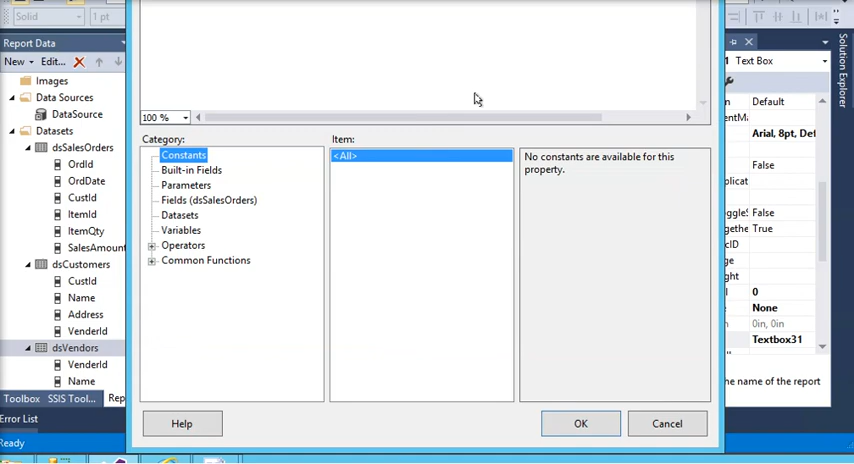 Solid
1 pt
Report Data
New
Edit...
Images
Data Sources
DataSource
Datasets
dsSalesOrders
OrdId
OrdDate
CustId
ItemId
ItemQty
SalesAmount
dsCustomers
CustId
Name
Address
VenderId
dsVendors
VenderId
Name
Toolbox
SSIS Tool...
Error List
100 %
Category:
Constants
Built-in Fields
Parameters
Fields (dsSalesOrders)
Datasets
Variables
Operators
Common Functions
Item:
<All>
No constants are available for this
property.
Help
OK
Cancel
1 Text Box
Default
Arial, 8pt, Def
False
False
True
0
None
0in, 0in
Textbox31
he name of the report
Solution Explorer